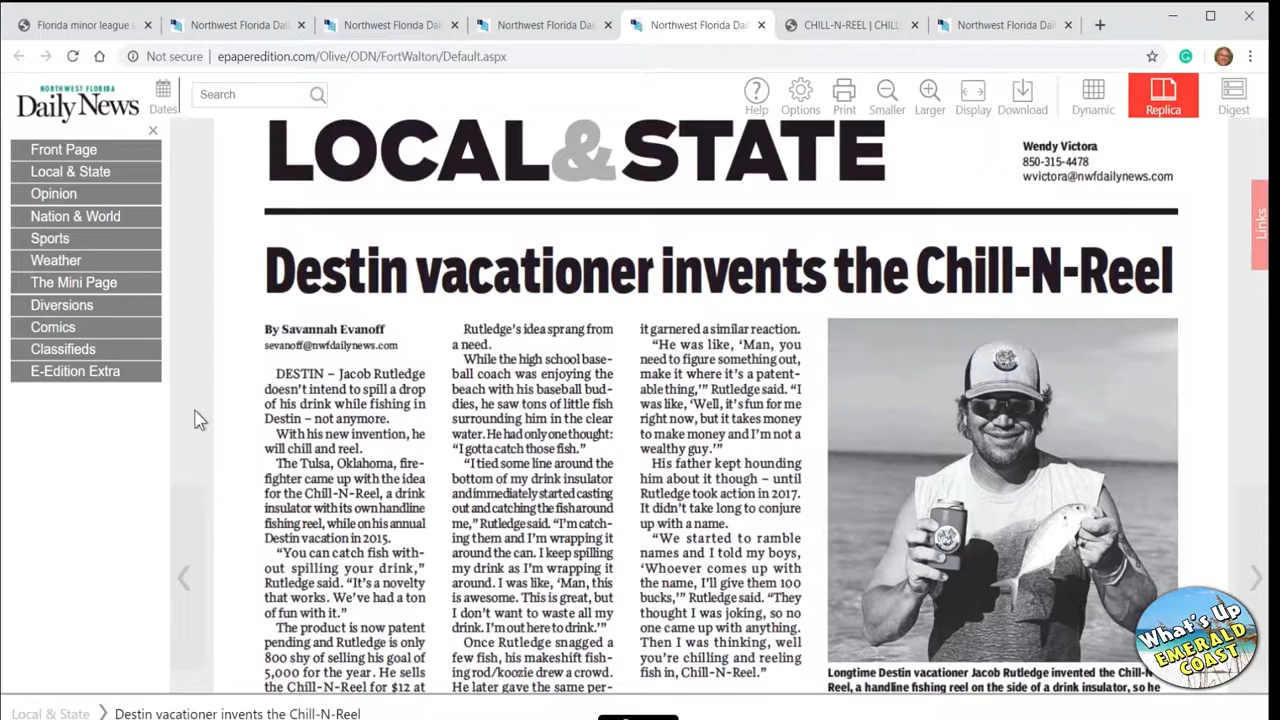 Florida minor league s
Northwest Florida Dail
Northwest Florida Dail
Northwest Florida Dail
Northwest Florida Dail
CHILL-N-REEL | CHILL
Northwest Florida Dail
Not secure
epaperedition.com/Olive/ODN/FortWalton/Default.aspx
NORTHWEST FLORIDA
Daily News
Dates
Search
Help
Options
Print
Smaller
Larger
Display
Download
Dynamic
Replica
Digest
Front Page
Local & State
Opinion
Nation & World
Sports
Weather
The Mini Page
Diversions
Comics
Classifieds
E-Edition Extra
Links
LOCAL&STATE
Wendy Victora
850-315-4478
wvictora@nwfdailynews.com
Destin vacationer invents the Chill-N-Reel
By Savannah Evanoff
sevanoff@nwfdailynews.com
DESTIN – Jacob Rutledge
doesn't intend to spill a drop
of his drink while fishing in
Destin – not anymore.
With his new invention, he
will chill and reel.
The Tulsa, Oklahoma, fire-
fighter came up with the idea
for the Chill-N-Reel, a drink
insulator with its own handline
fishing reel, while on his annual
Destin vacation in 2015.
"You can catch fish with-
out spilling your drink,"
Rutledge said. "It's a novelty
that works. We've had a ton
of fun with it."
The product is now patent
pending and Rutledge is only
800 shy of selling his goal of
5,000 for the year. He sells
the Chill-N-Reel for $12 at
Rutledge's idea sprang from
a need.
While the high school base-
ball coach was enjoying the
beach with his baseball bud-
dies, he saw tons of little fish
surrounding him in the clear
water. He had only one thought:
"I gotta catch those fish."
"I tied some line around the
bottom of my drink insulator
and immediately started casting
out and catching the fish around
me," Rutledge said. "I'm catch-
ing them and I'm wrapping it
around the can. I keep spilling
my drink as I'm wrapping it
around. I was like, 'Man, this
is awesome. This is great, but
I don't want to waste all my
drink. I'm out here to drink.'"
Once Rutledge snagged a
few fish, his makeshift fish-
ing rod/koozie drew a crowd.
He later gave the same per-
it garnered a similar reaction.
"He was like, 'Man, you
need to figure something out,
make it where it's a patent-
able thing,'" Rutledge said. "I
was like, 'Well, it's fun for me
right now, but it takes money
to make money and I'm not a
wealthy guy.'"
His father kept hounding
him about it though – until
Rutledge took action in 2017.
It didn't take long to conjure
up with a name.
"We started to ramble
names and I told my boys,
'Whoever comes up with
the name, I'll give them 100
bucks,'" Rutledge said. "They
thought I was joking, so no
one came up with anything.
Then I was thinking, well
you're chilling and reeling
fish in, Chill-N-Reel."
Longtime Destin vacationer Jacob Rutledge invented the Chill-N
Reel, a handline fishing reel on the side of a drink insulator, so he
What's Up
EMERALD
COAST
Local & State
Destin vacationer invents the Chill-N-Reel